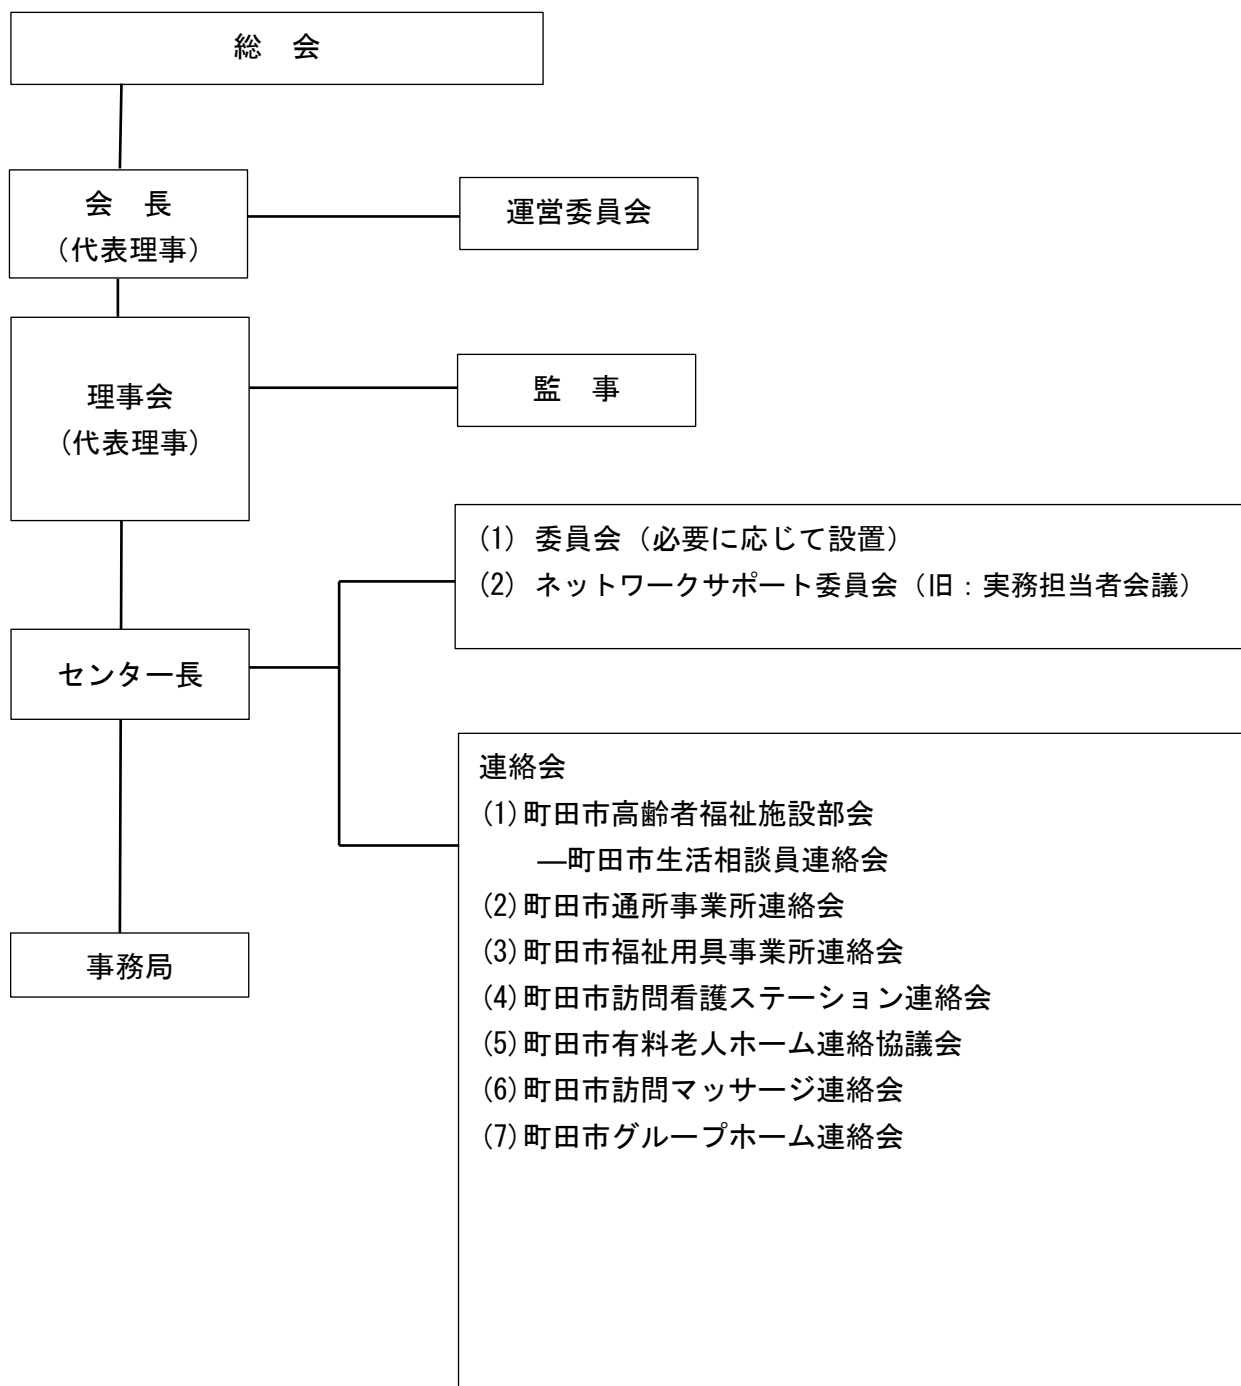 総　会
会　長
（代表理事）
運営委員会
理事会
（代表理事）
監　事
(1) 委員会（必要に応じて設置）
(2) ネットワークサポート委員会（旧：実務担当者会議）
センター長
連絡会
(1)町田市高齢者福祉施設部会
―町田市生活相談員連絡会
(2)町田市通所事業所連絡会
(3)町田市福祉用具事業所連絡会
(4)町田市訪問看護ステーション連絡会
(5)町田市有料老人ホーム連絡協議会
(6)町田市訪問マッサージ連絡会
(7)町田市グループホーム連絡会
事務局